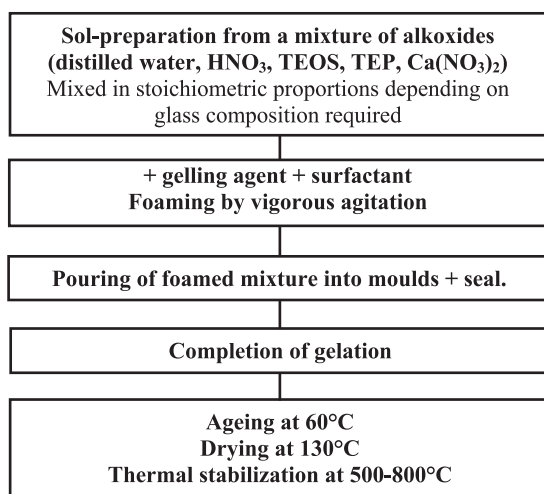 Sol-preparation from a mixture of alkoxides
(distilled water, HNO₃, TEOS, TEP, Ca(NO₃)₂)
Mixed in stoichiometric proportions depending on
glass composition required
+ gelling agent + surfactant
Foaming by vigorous agitation
Pouring of foamed mixture into moulds + seal.
Completion of gelation
Ageing at 60°C
Drying at 130°C
Thermal stabilization at 500-800°C